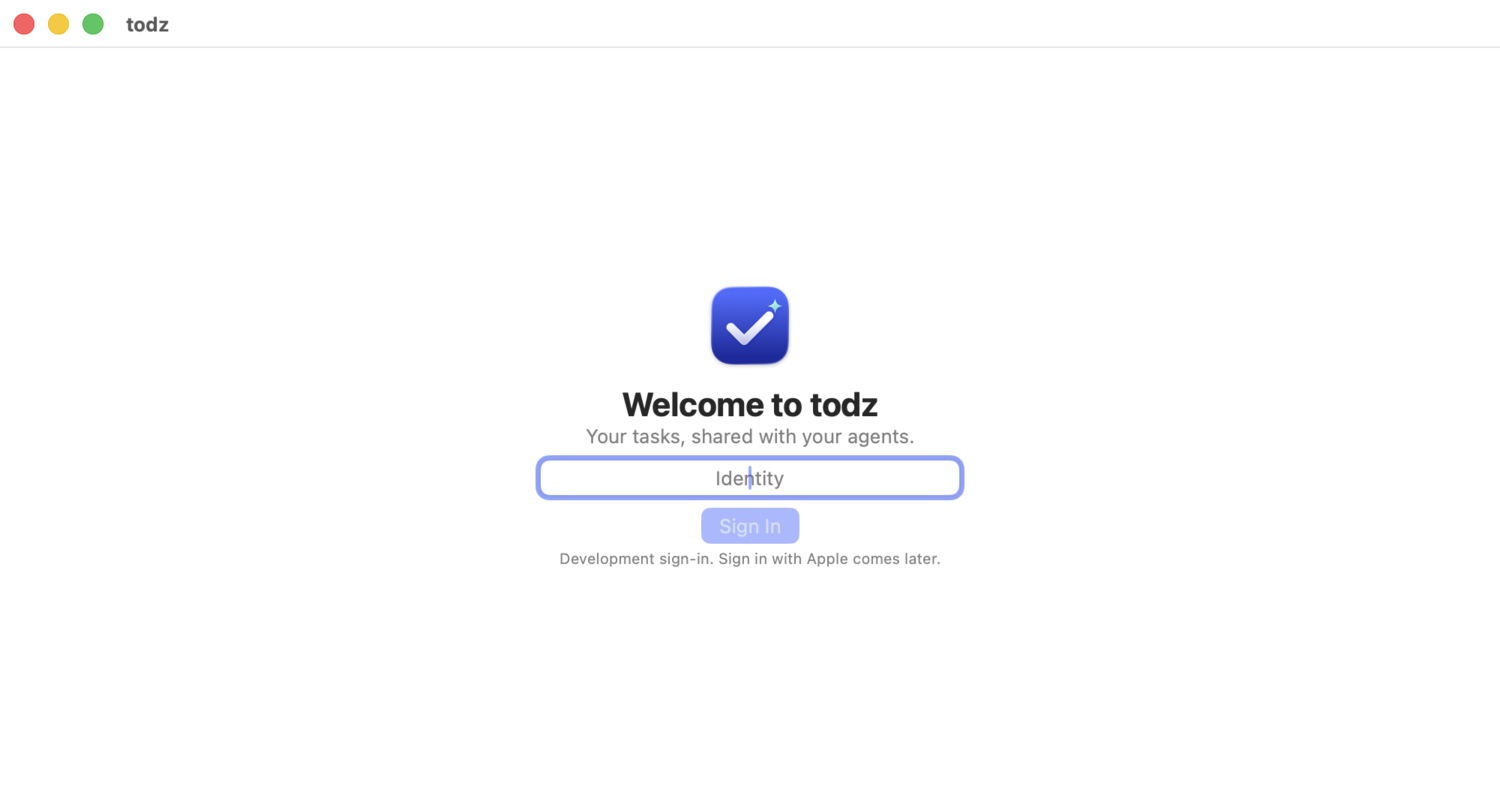 todz
Welcome to todz
Your tasks, shared with your agents.
Identity
Sign In
Development sign-in. Sign in with Apple comes later.